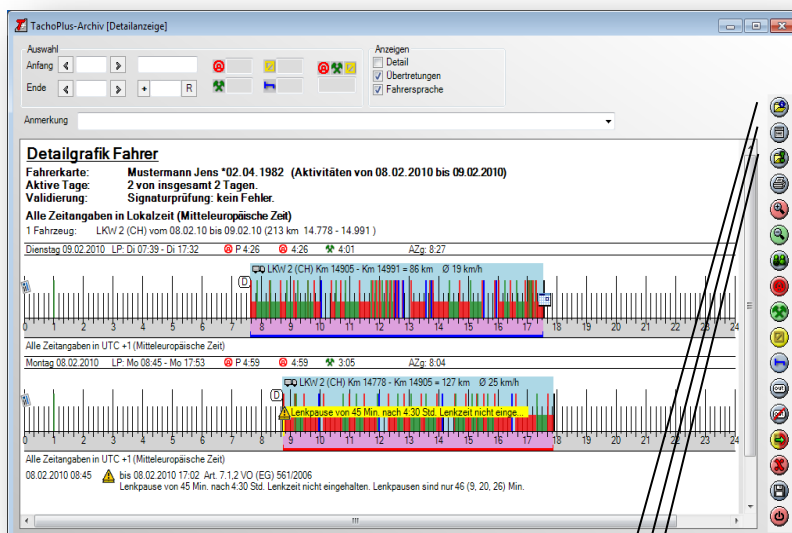 TachoPlus-Archiv [Detailanzeige]
Auswahl
Anfang
Ende
+
R
Anzeigen
Detail
Übertretungen
Fahrersprache
Anmerkung
Detailgrafik Fahrer
Fahrerkarte: Mustermann Jens *02.04.1982 (Aktivitäten von 08.02.2010 bis 09.02.2010)
Aktive Tage: 2 von insgesamt 2 Tagen.
Validierung: Signaturprüfung: kein Fehler.
Alle Zeitangaben in Lokalzeit (Mitteleuropäische Zeit)
1 Fahrzeug: LKW 2 (CH) vom 08.02.10 bis 09.02.10 (213 km 14.778 - 14.991 )
Dienstag 09.02.2010 LP: Di 07:39 - Di 17:32 P 4:26 4:26 4:01 AZg: 8:27
LKW 2 (CH) Km 14905 - Km 14991 = 86 km Ø 19 km/h
D
0 1 2 3 4 5 6 7 8 9 10 11 12 13 14 15 16 17 18 19 20 21 22 23 24
Alle Zeitangaben in UTC +1 (Mitteleuropäische Zeit)
Montag 08.02.2010 LP: Mo 08:45 - Mo 17:53 P 4:59 4:59 3:05 AZg: 8:04
LKW 2 (CH) Km 14778 - Km 14905 = 127 km Ø 25 km/h
D
Lenkpause von 45 Min. nach 4:30 Std. Lenkzeit nicht einge...
0 1 2 3 4 5 6 7 8 9 10 11 12 13 14 15 16 17 18 19 20 21 22 23 24
Alle Zeitangaben in UTC +1 (Mitteleuropäische Zeit)
08.02.2010 08:45 bis 08.02.2010 17:02 Art. 7.1,2 VO (EG) 561/2006
Lenkpause von 45 Min. nach 4:30 Std. Lenkzeit nicht eingehalten. Lenkpausen sind nur 46 (9, 20, 26) Min.